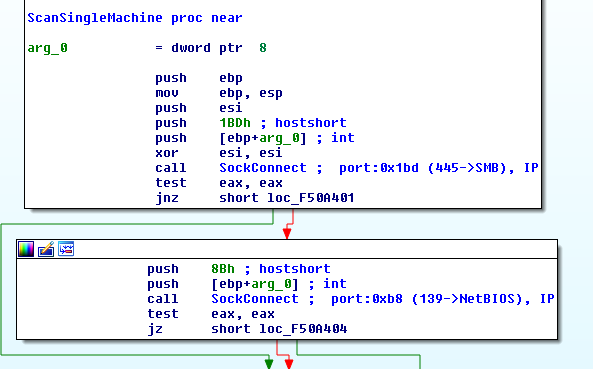 ScanSingleMachine proc near
arg_0 = dword ptr 8
push ebp
mov ebp, esp
push esi
push 1BDh ; hostshort
push [ebp+arg_0] ; int
xor esi, esi
call SockConnect ; port:0x1bd (445->SMB), IP
test eax, eax
jnz short loc_F50A401
push 8Bh ; hostshort
push [ebp+arg_0] ; int
call SockConnect ; port:0xb8 (139->NetBIOS), IP
test eax, eax
jz short loc_F50A404